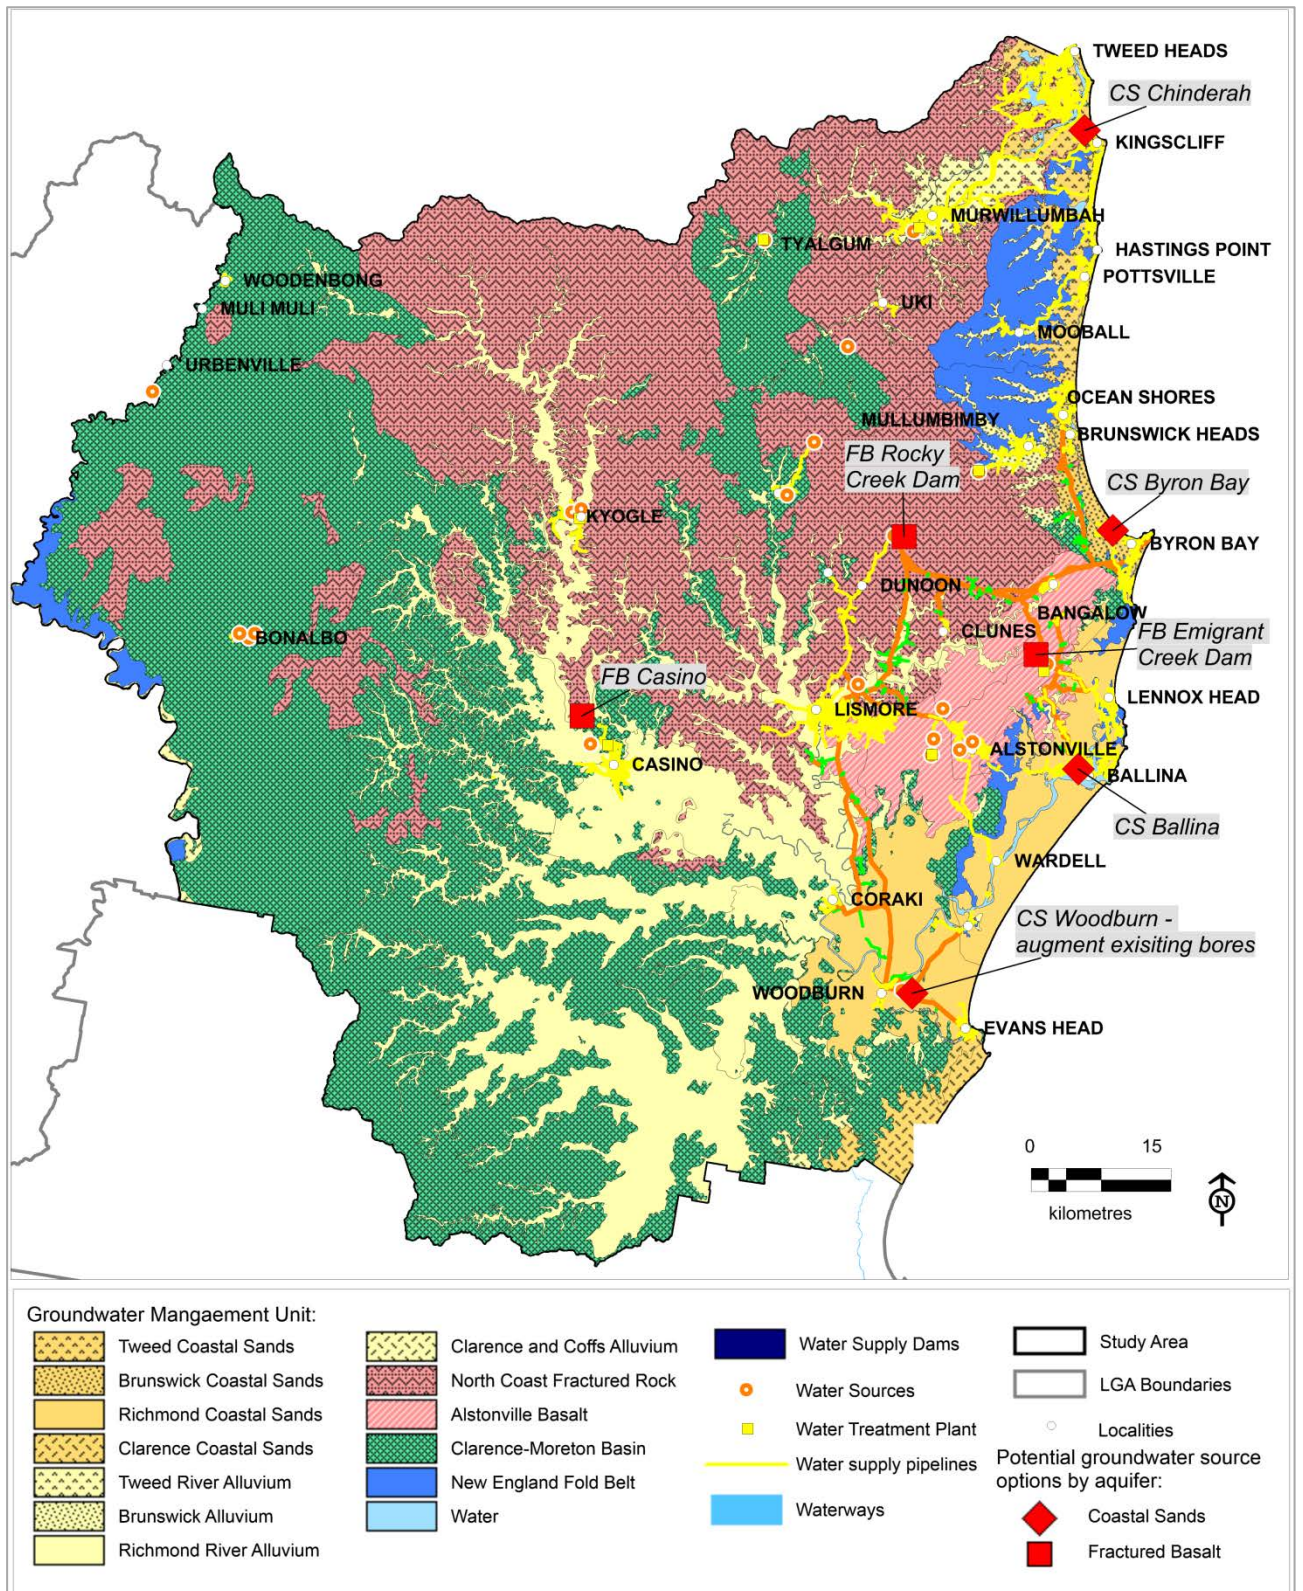 TWEED HEADS
CS Chinderah
KINGSCLIFF
MURWILLUMBAH
TYALGUM
HASTINGS POINT
WOODENBONG
POTTSVILLE
MULI MULI
UKI
MOOBALL
URBENVILLE
OCEAN SHORES
MULLUMBIMBY
BRUNSWICK HEADS
FB Rocky
Creek Dam
CS Byron Bay
KYOGLE
BYRON BAY
DUNOON
BANGALOW
CLUNES
FB Emigrant
Creek Dam
BONALBO
FB Casino
LENNOX HEAD
LISMORE
ALSTONVILLE
CASINO
BALLINA
CS Ballina
WARDELL
CORAKI
CS Woodburn -
augment exisiting bores
WOODBURN
EVANS HEAD
0 15
kilometres
N
Groundwater Mangaement Unit:
Tweed Coastal Sands
Brunswick Coastal Sands
Richmond Coastal Sands
Clarence Coastal Sands
Tweed River Alluvium
Brunswick Alluvium
Richmond River Alluvium
Clarence and Coffs Alluvium
North Coast Fractured Rock
Alstonville Basalt
Clarence-Moreton Basin
New England Fold Belt
Water
Water Supply Dams
Water Sources
Water Treatment Plant
Water supply pipelines
Waterways
Study Area
LGA Boundaries
Localities
Potential groundwater source
options by aquifer:
Coastal Sands
Fractured Basalt